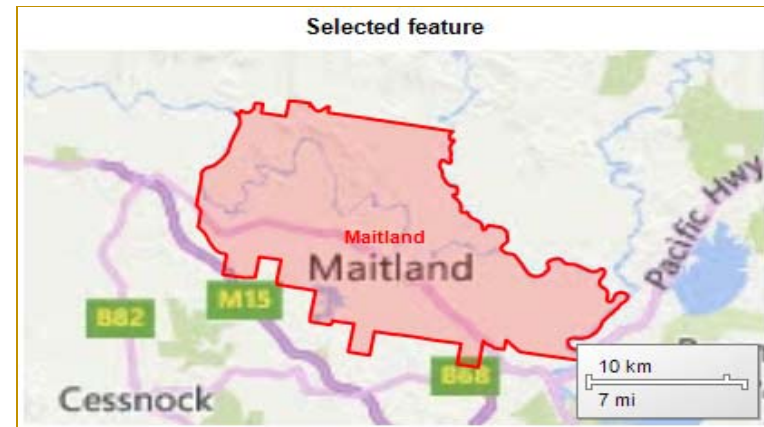 Selected feature
Pacific Hwy
Maitland
Maitland
M15
B82
B68
10 km
7 mi
Cessnock